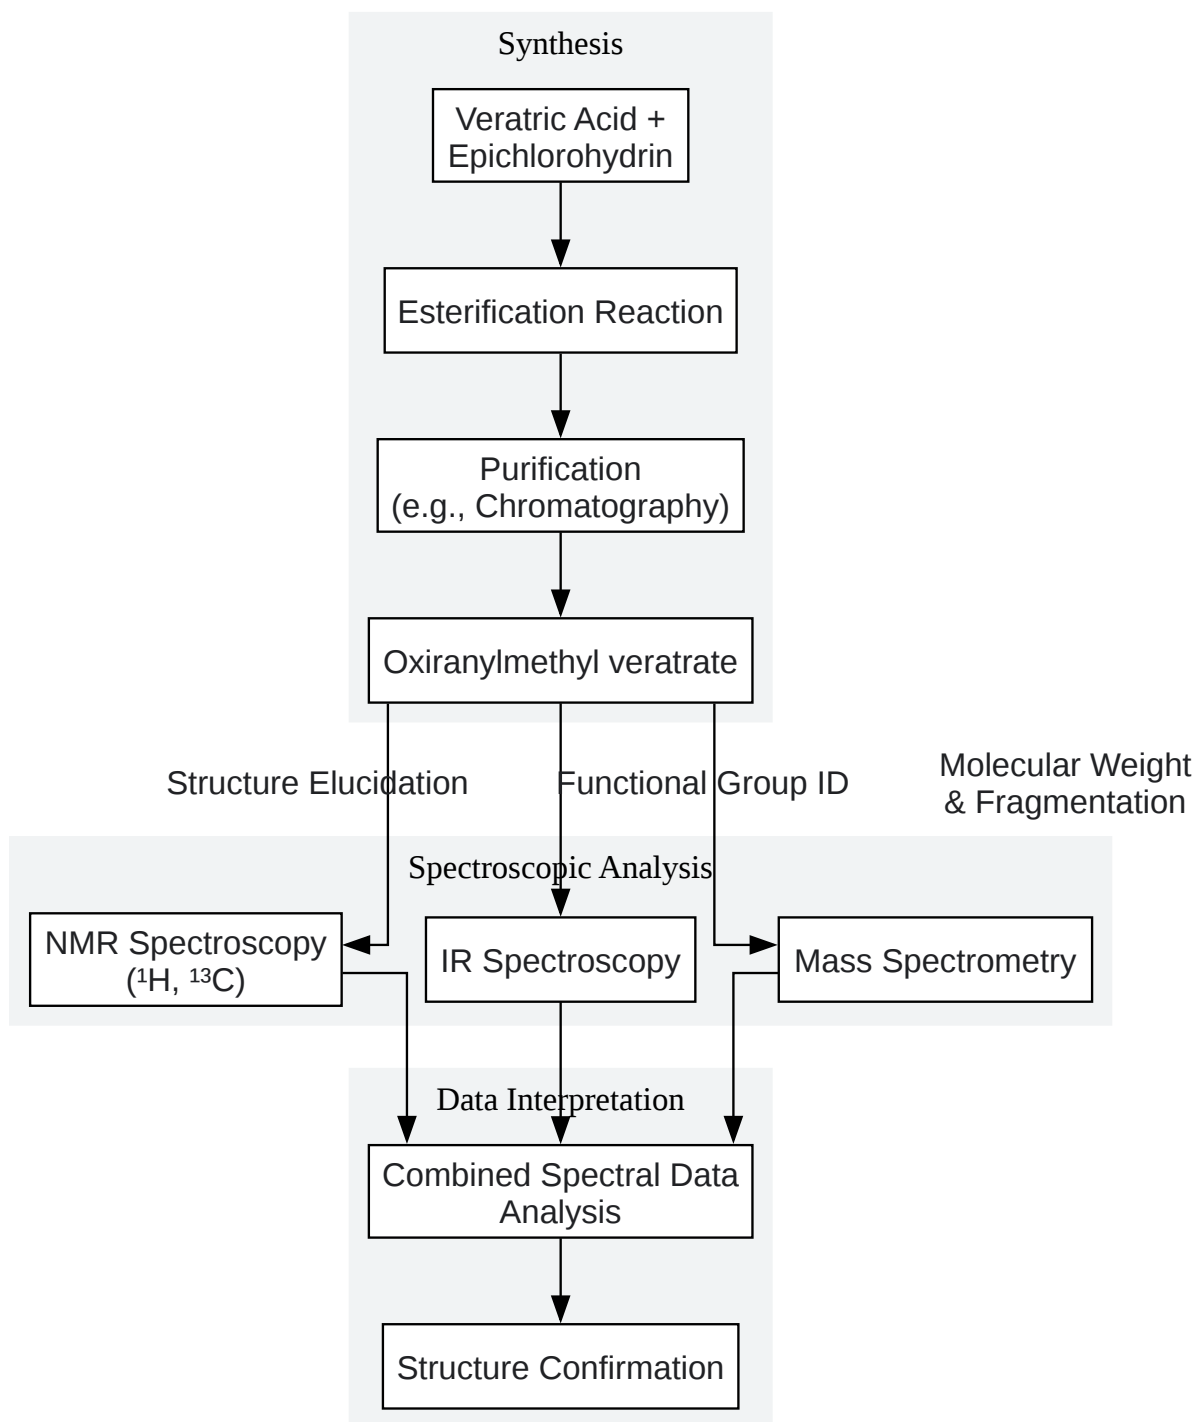 Synthesis
Veratric Acid +
Epichlorohydrin
Esterification Reaction
Purification
(e.g., Chromatography)
Oxiranylmethyl veratrate
Structure Elucidation
Functional Group ID
Molecular Weight
& Fragmentation
Spectroscopic Analysis
NMR Spectroscopy
(¹H, ¹³C)
IR Spectroscopy
Mass Spectrometry
Data Interpretation
Combined Spectral Data
Analysis
Structure Confirmation